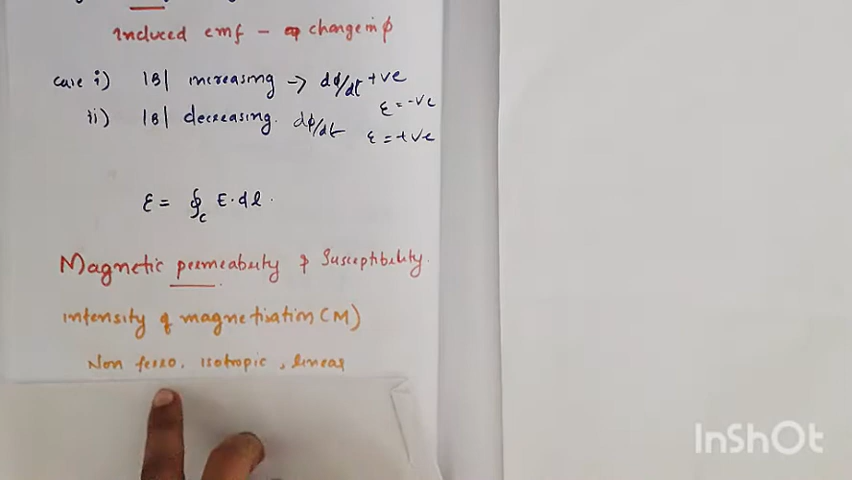 Induced emf - change in ϕ
case i) |B| increasing → dϕ/dt +ve
ε = -ve
ii) |B| decreasing. dϕ/dt ε = +ve
ε = ∮c E·dl.
Magnetic permeability & Susceptibility.
intensity of magnetisation (M)
Non ferro, isotropic, linear
InShOt